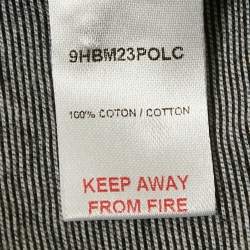 9HBM23POLC
100% COTON / COTTON
KEEP AWAY
FROM FIRE